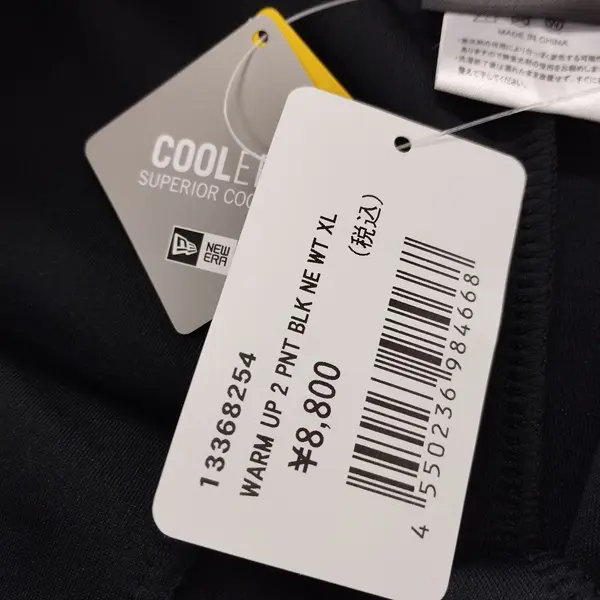 COOLE
SUPERIOR COO
NEW
ERA
13368254
WARM UP 2 PNT BLK NE WT XL
¥8,800
(税込)
4 550236 984668
MADE IN CHINA